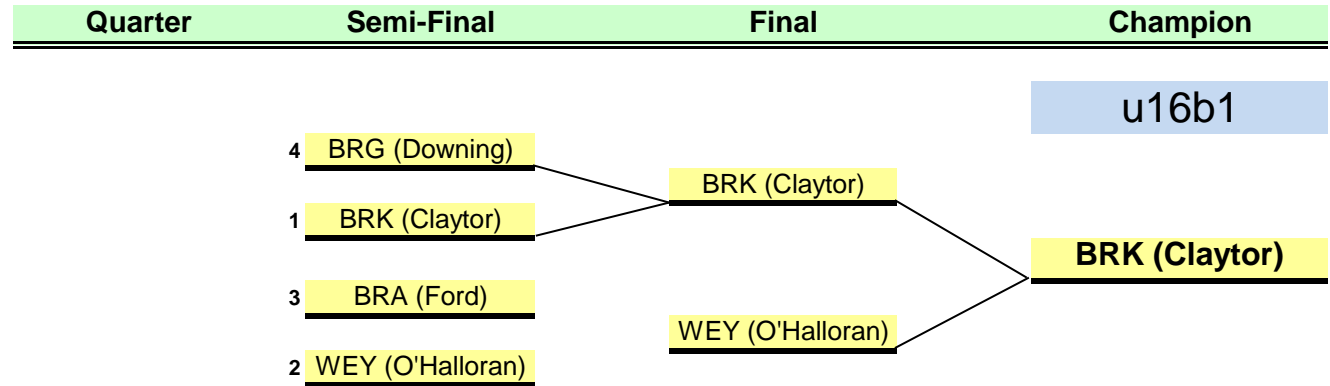 Quarter Semi-Final Final Champion
u16b1
4 BRG (Downing)
BRK (Claytor)
1 BRK (Claytor)
BRK (Claytor)
3 BRA (Ford)
WEY (O'Halloran)
2 WEY (O'Halloran)